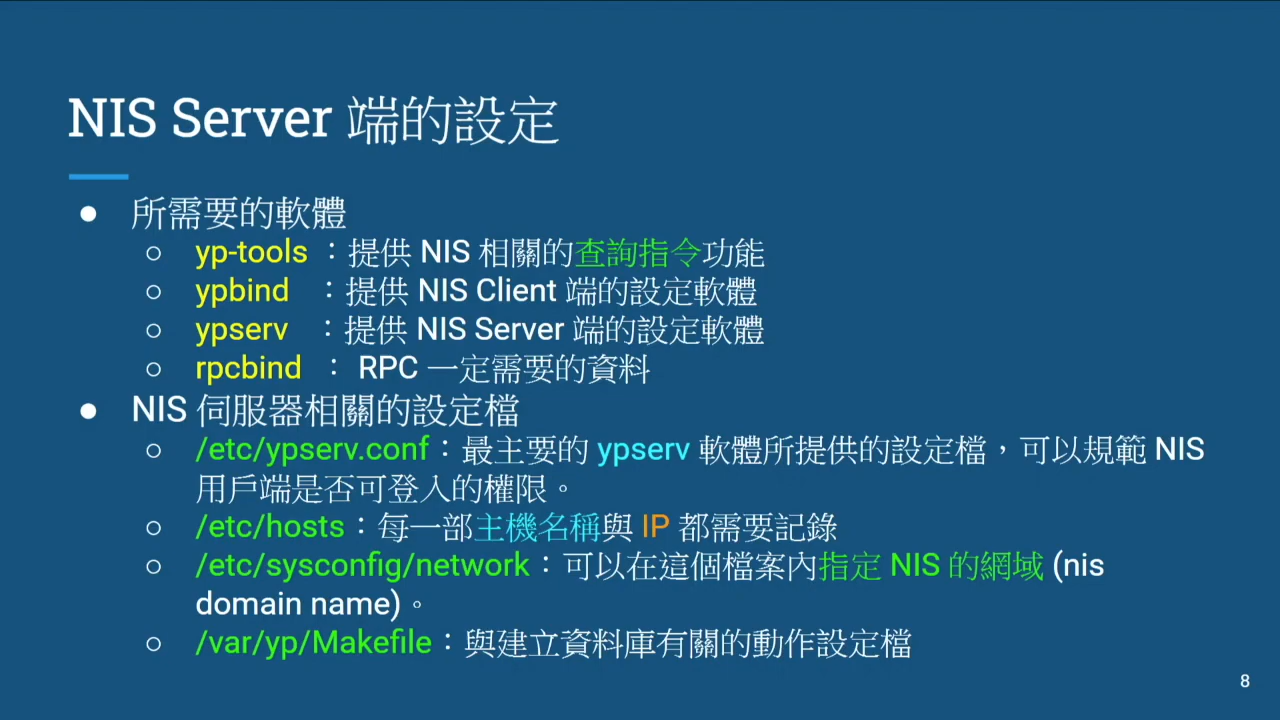 NIS Server 端的設定
● 所需要的軟體
○ yp-tools ：提供 NIS 相關的查詢指令功能
○ ypbind ：提供 NIS Client 端的設定軟體
○ ypserv ：提供 NIS Server 端的設定軟體
○ rpcbind ： RPC 一定需要的資料
● NIS 伺服器相關的設定檔
○ /etc/ypserv.conf：最主要的 ypserv 軟體所提供的設定檔，可以規範 NIS
用戶端是否可登入的權限。
○ /etc/hosts：每一部主機名稱與 IP 都需要記錄
○ /etc/sysconfig/network：可以在這個檔案內指定 NIS 的網域 (nis
domain name)。
○ /var/yp/Makefile：與建立資料庫有關的動作設定檔
8